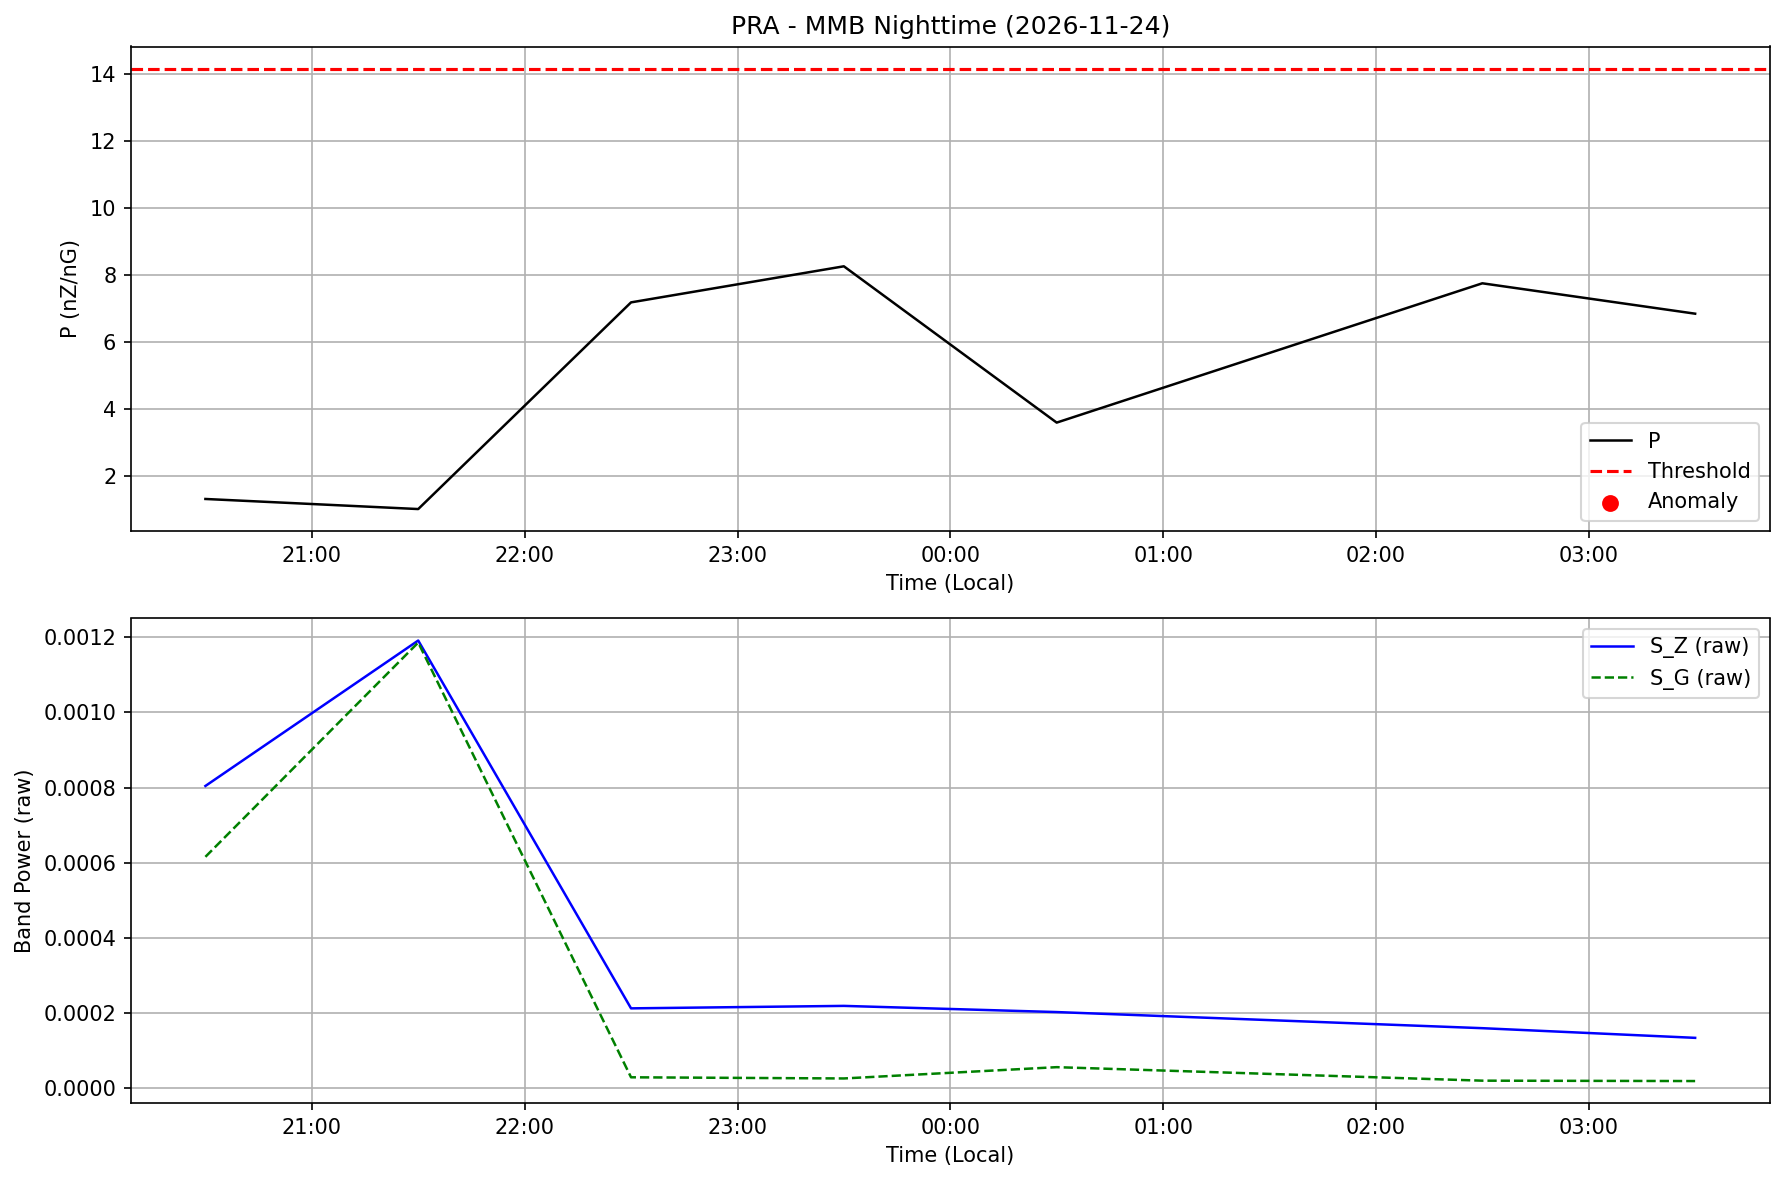 PRA - MMB Nighttime (2026-11-24)
14
12
10
8
6
4
2
P (nZ/nG)
P
Threshold
Anomaly
21:00 22:00 23:00 00:00 01:00 02:00 03:00
Time (Local)
0.0012
0.0010
0.0008
0.0006
0.0004
0.0002
0.0000
Band Power (raw)
S_Z (raw)
S_G (raw)
21:00 22:00 23:00 00:00 01:00 02:00 03:00
Time (Local)